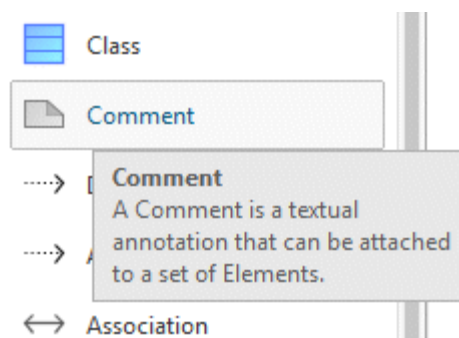 Class
Comment
Comment
A Comment is a textual
annotation that can be attached
to a set of Elements.
Association